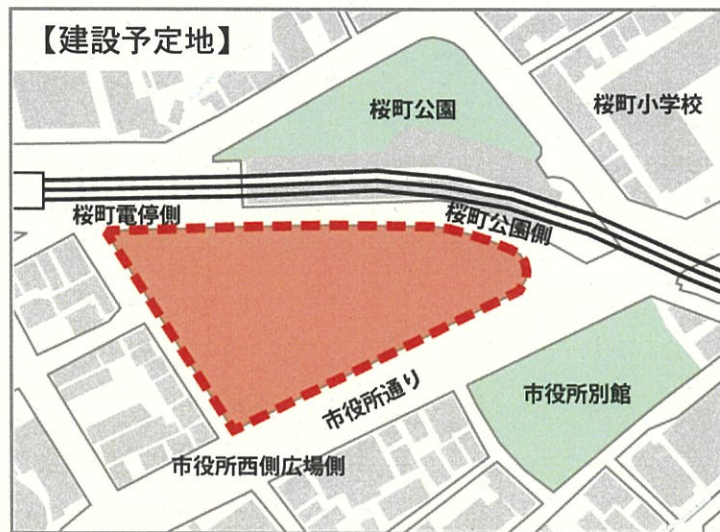 【建設予定地】
桜町公園
桜町小学校
桜町電停側
桜町公園側
市役所通り
市役所別館
市役所西側広場側